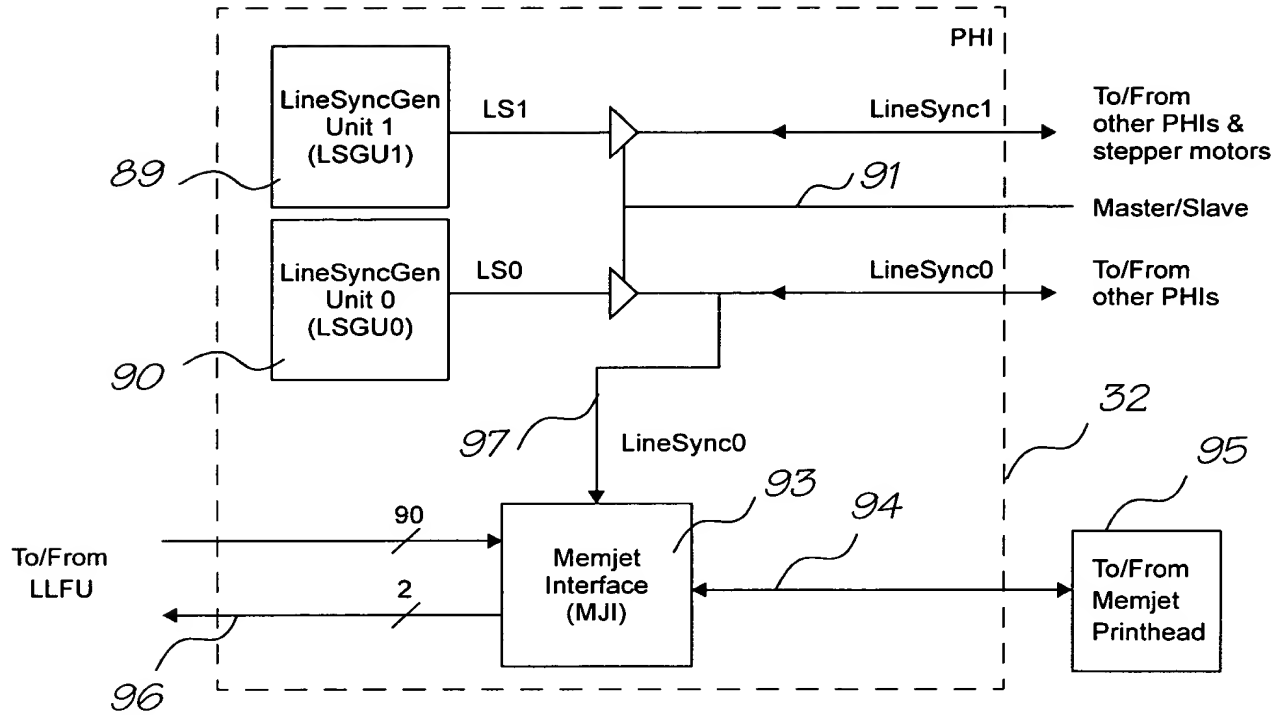 PHI
LineSyncGen
Unit 1
(LSGU1)
LS1
LineSync1
To/From
other PHIs &
stepper motors
89
91
Master/Slave
LineSyncGen
Unit 0
(LSGU0)
LS0
LineSync0
To/From
other PHIs
90
97
LineSync0
32
95
93
94
To/From
LLFU
90
2
96
Memjet
Interface
(MJI)
To/From
Memjet
Printhead